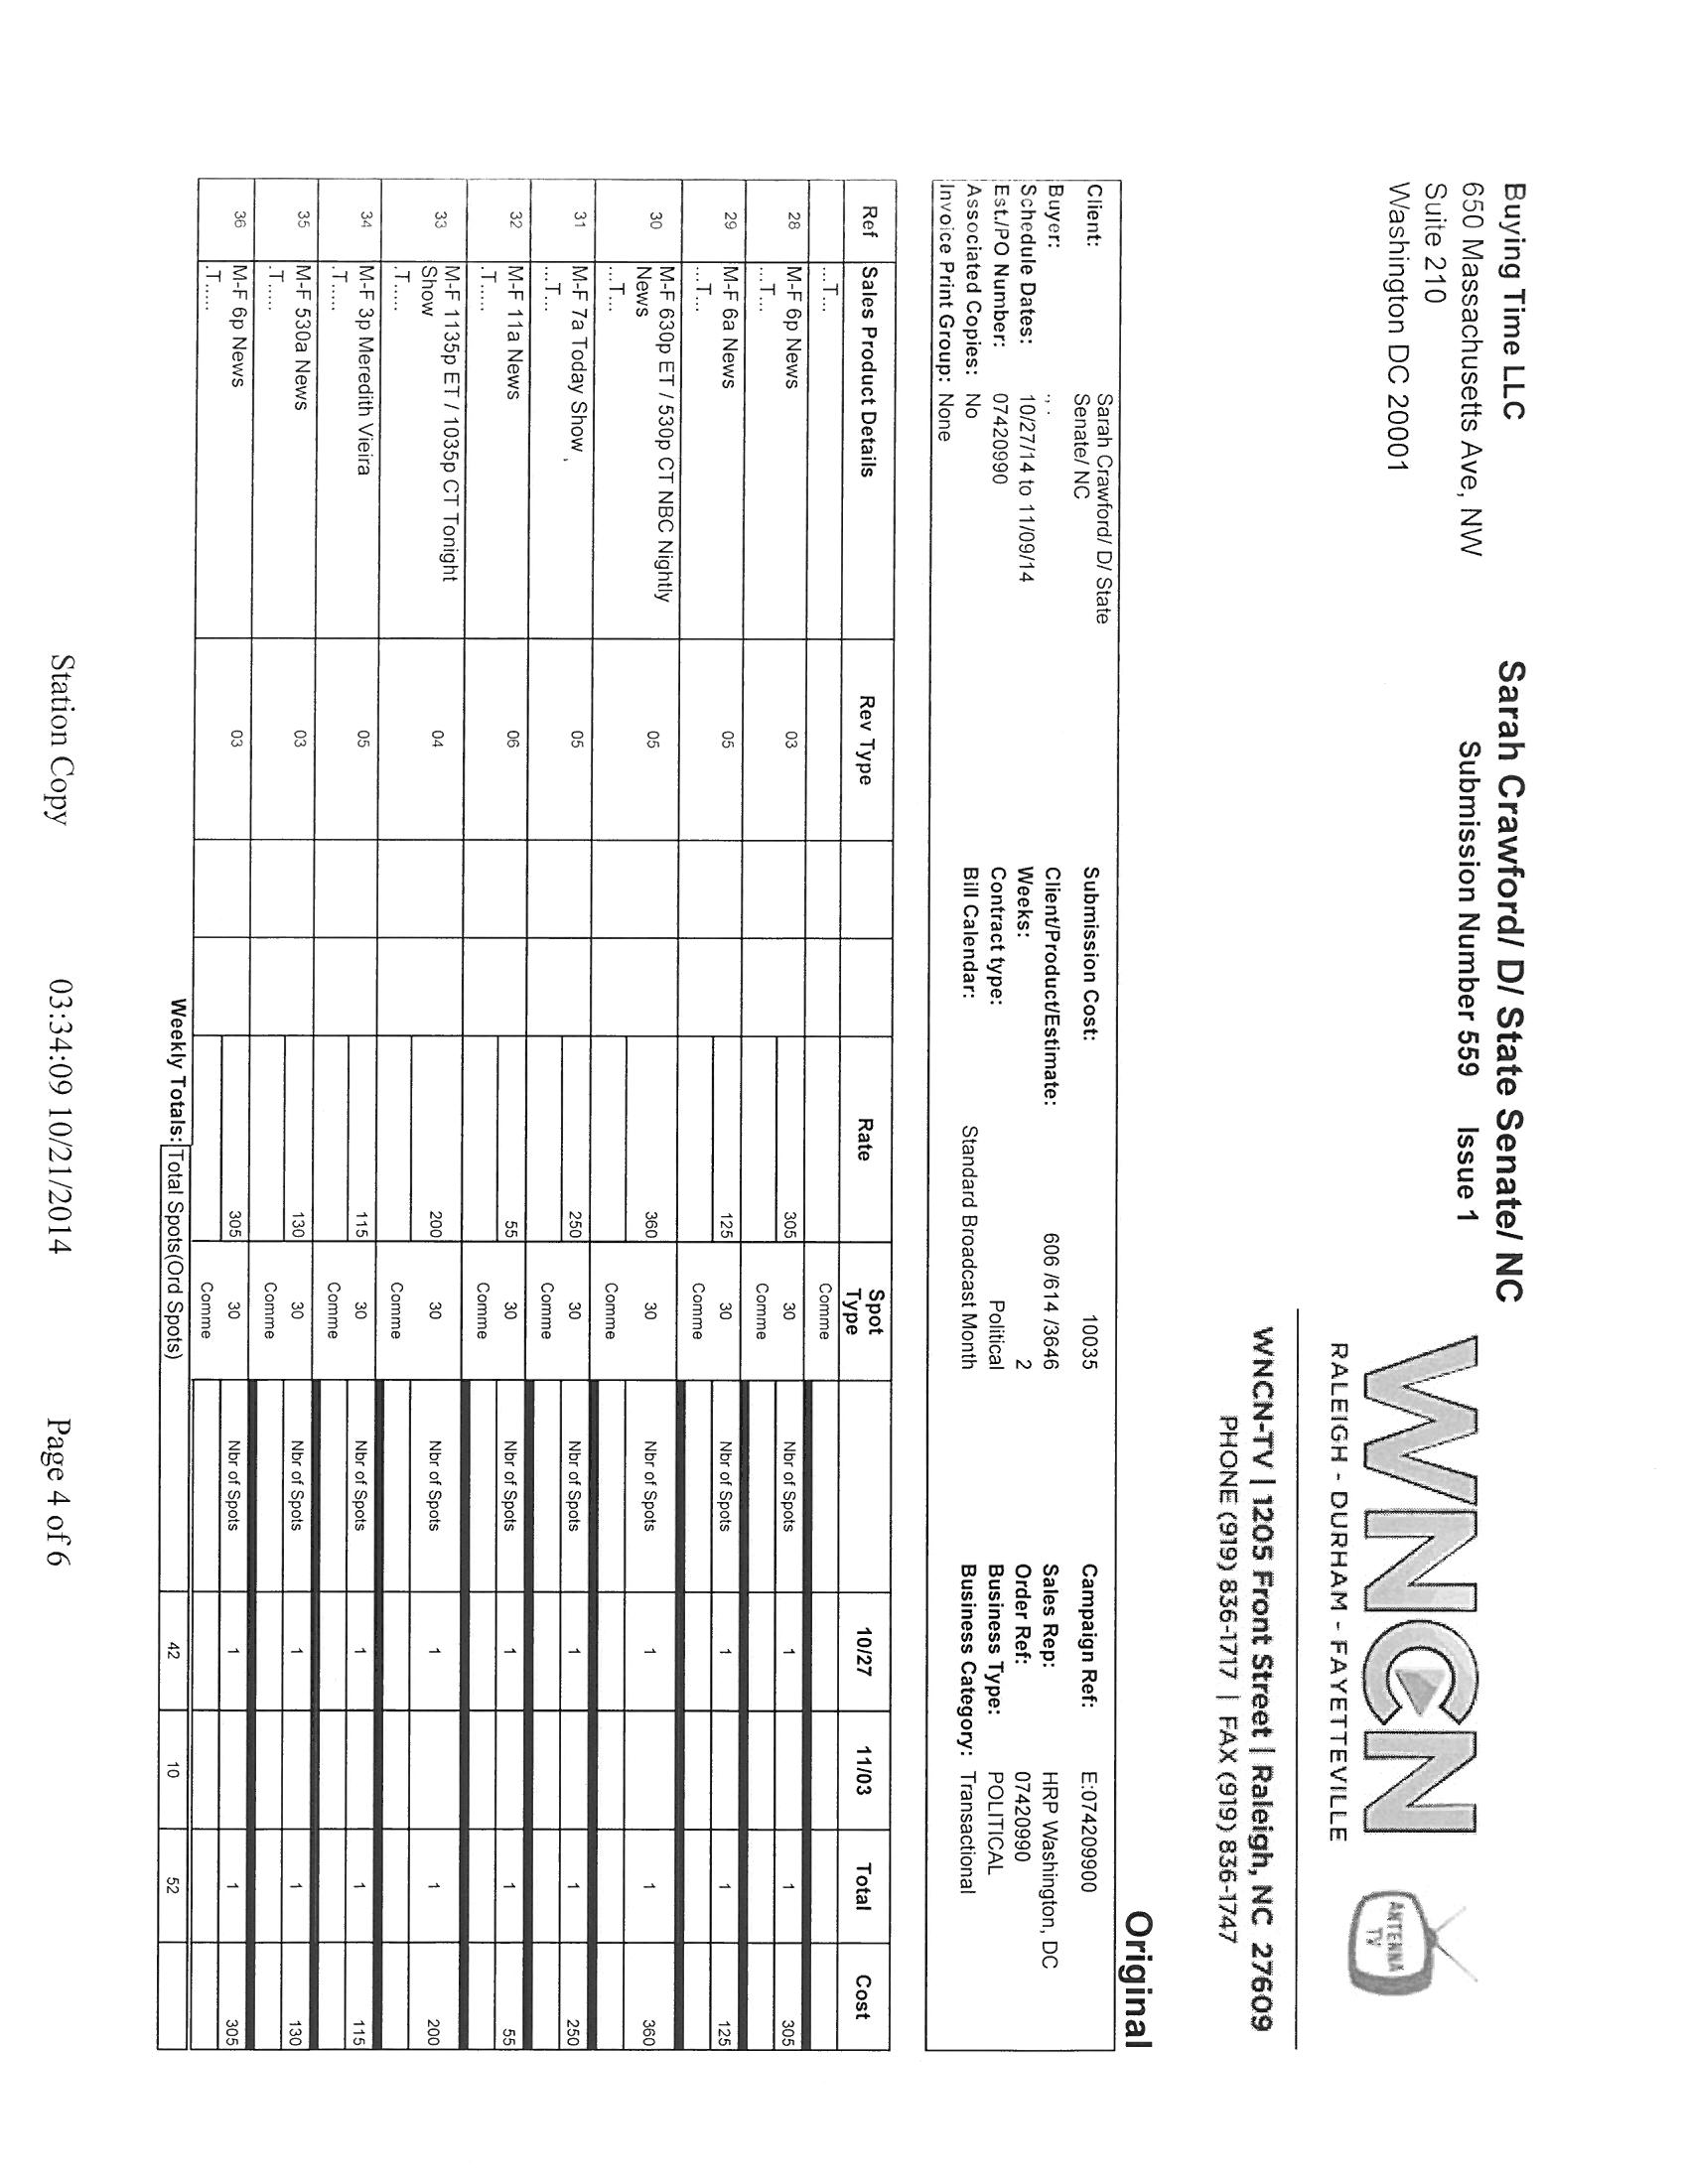 Buying Time LLC
650 Massachusetts Ave, NW
Suite 210
Washington DC 20001
Sarah Crawford/ D/ State Senate/ NC
Submission Number 559 Issue 1
WNCN
RALEIGH - DURHAM - FAYETTEVILLE
ANTENNA TV
WNCN-TV | 1205 Front Street | Raleigh, NC 27609
PHONE (919) 836-1717 | FAX (919) 836-1747
Original
Client: Sarah Crawford/ D/ State Senate/ NC Submission Cost: 10035 Campaign Ref: E:07420990
Buyer: ., . Client/Product/Estimate: 606 /614 /3646 Sales Rep: HRP Washington, DC
Schedule Dates: 10/27/14 to 11/09/14 Weeks: 2 Order Ref: 07420990
Est./PO Number: 07420990 Contract type: Political Business Type: POLITICAL
Associated Copies: No Bill Calendar: Standard Broadcast Month Business Category: Transactional
Invoice Print Group: None
Ref Sales Product Details Rev Type Rate Spot Type 10/27 11/03 Total Cost
...T... Comme
28 M-F 6p News 03 305 30 Nbr of Spots 1 1 305
...T... Comme
29 M-F 6a News 05 125 30 Nbr of Spots 1 1 125
...T... Comme
30 M-F 630p ET / 530p CT NBC Nightly News 05 360 30 Nbr of Spots 1 1 360
...T... Comme
31 M-F 7a Today Show 05 250 30 Nbr of Spots 1 1 250
...T... Comme
32 M-F 11a News 06 55 30 Nbr of Spots 1 1 55
.T..... Comme
33 M-F 1135p ET / 1035p CT Tonight Show 04 200 30 Nbr of Spots 1 1 200
.T..... Comme
34 M-F 3p Meredith Vieira 05 115 30 Nbr of Spots 1 1 115
.T..... Comme
35 M-F 530a News 03 130 30 Nbr of Spots 1 1 130
.T..... Comme
36 M-F 6p News 03 305 30 Nbr of Spots 1 1 305
.T..... Comme
Weekly Totals: Total Spots(Ord Spots) 42 10 52
Station Copy 03:34:09 10/21/2014 Page 4 of 6